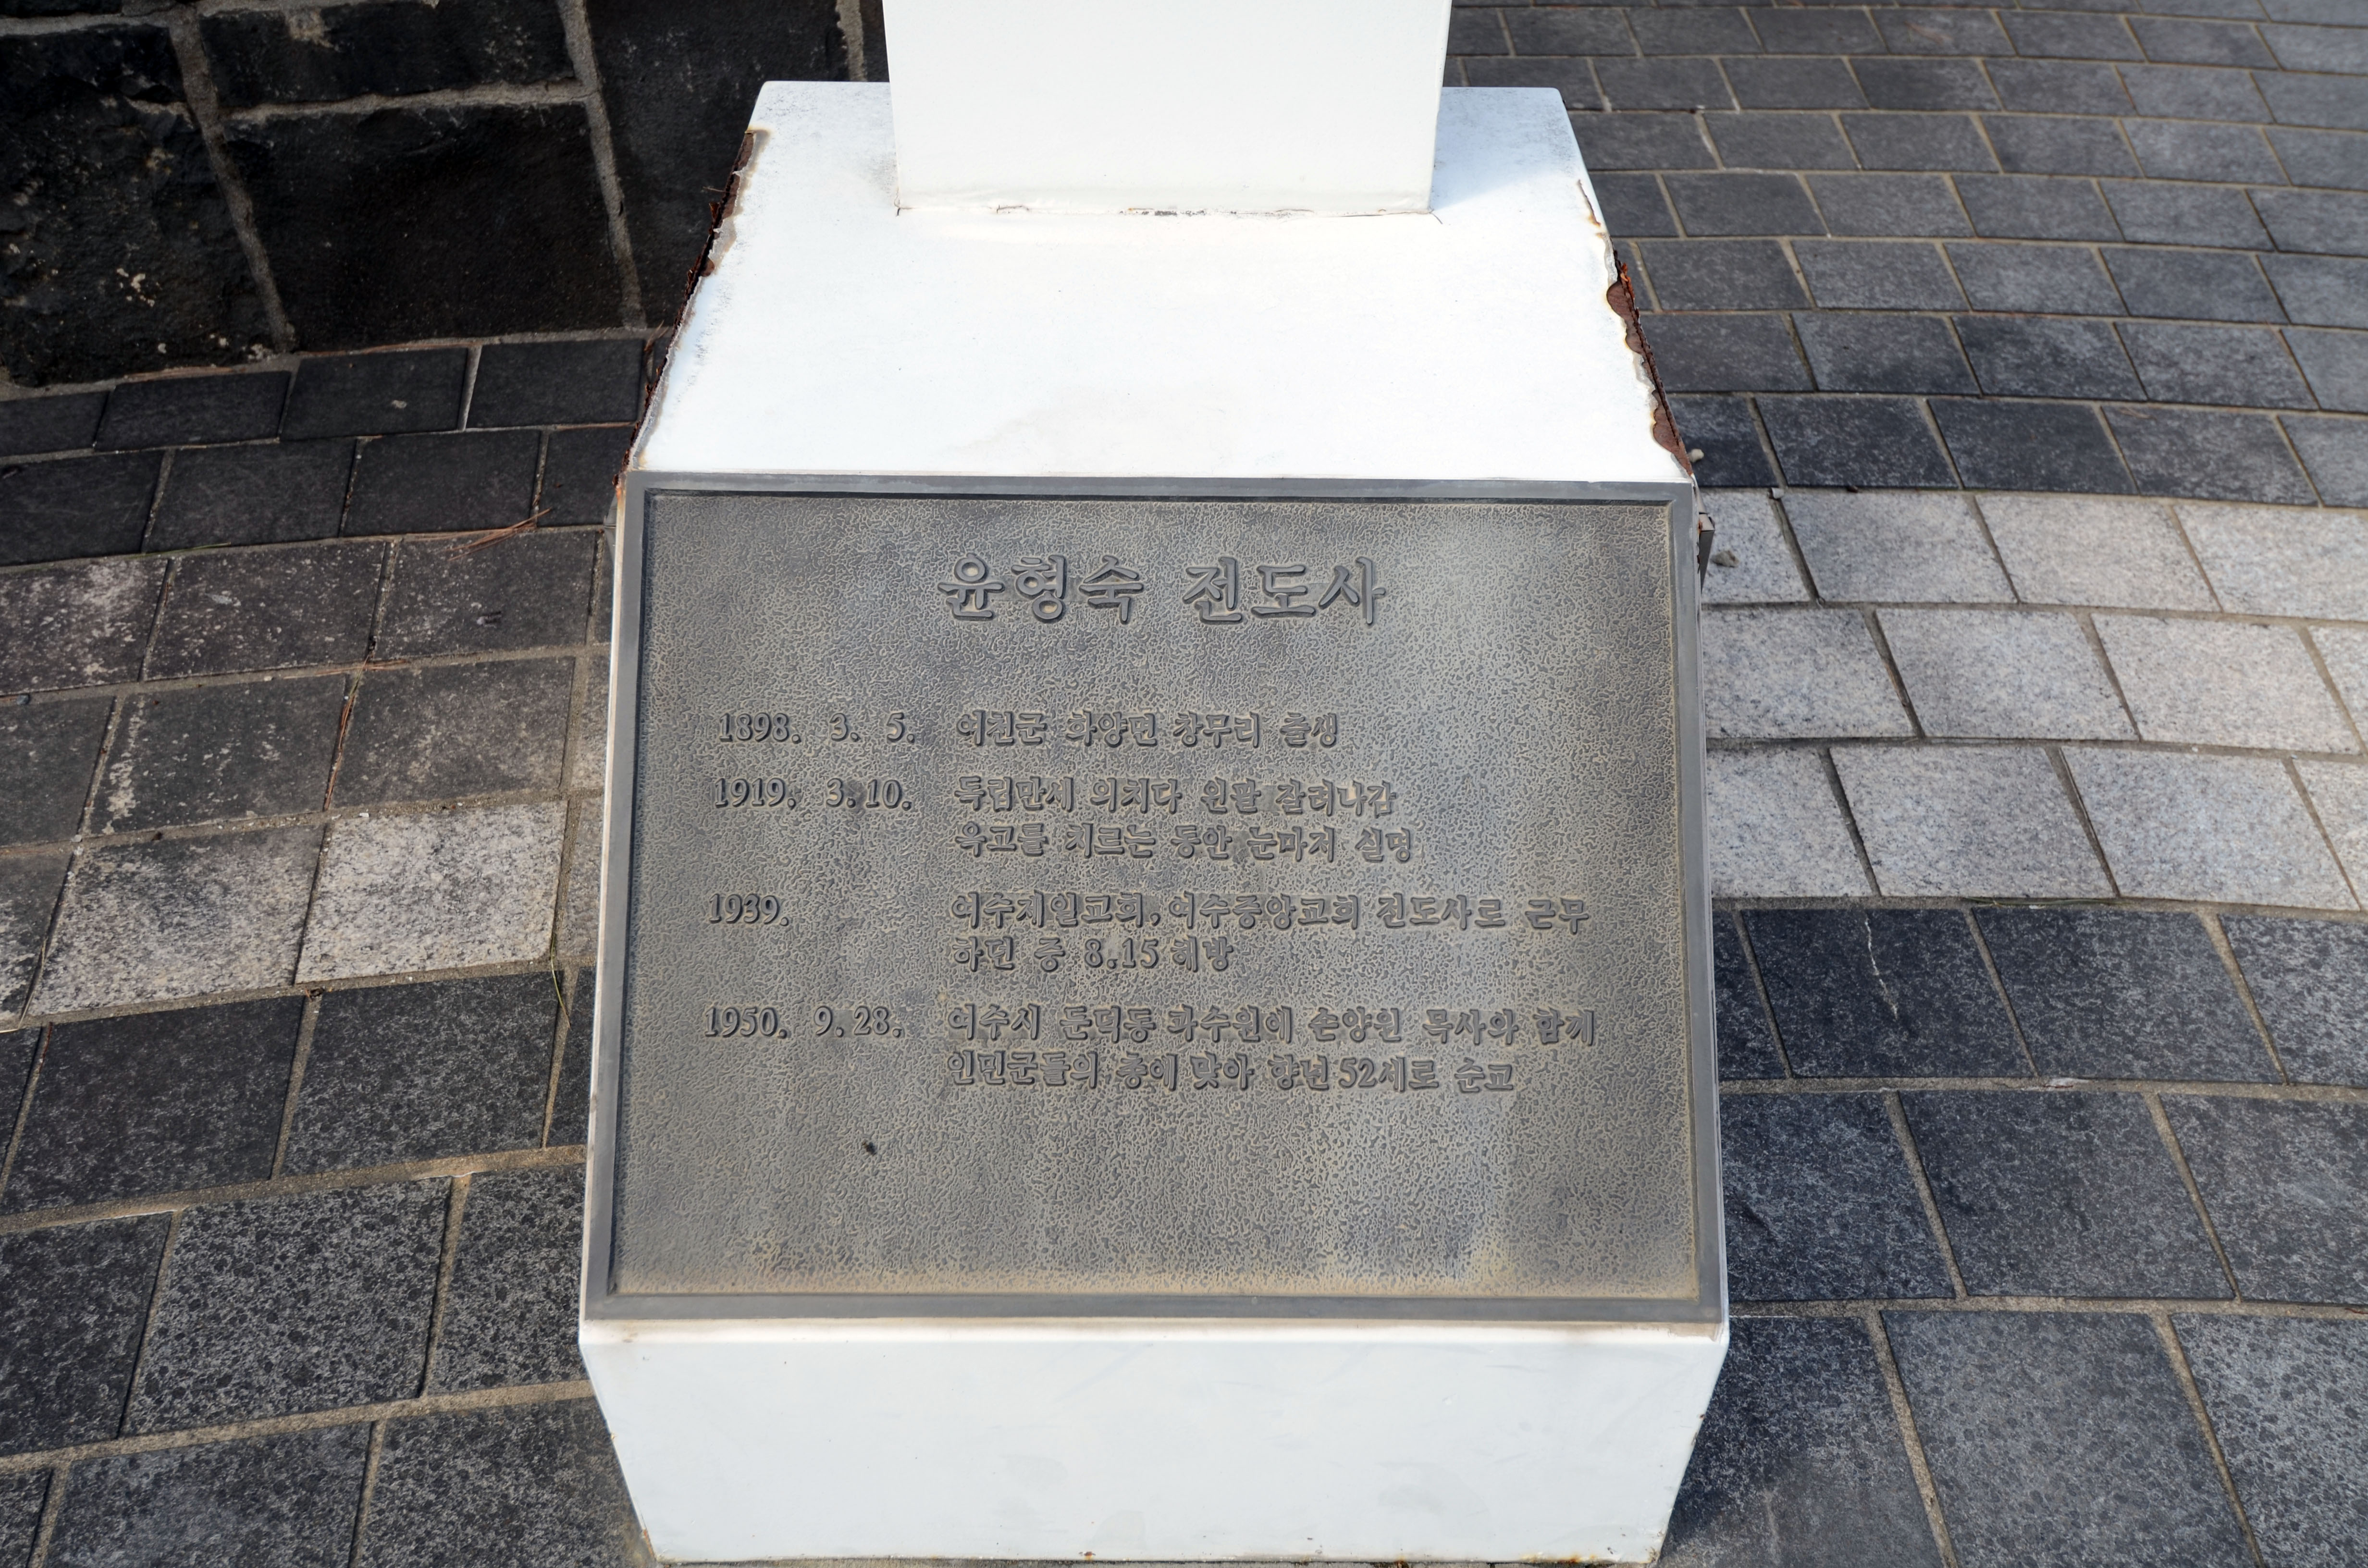 윤형숙 전도사
1898. 3. 5. 여천군 화양면 창무리 출생
1919. 3.10. 독립만세 외치다 왼팔 잘려나감
옥고를 치르는 동안 눈마저 실명
1939. 여수제일교회, 여수중앙교회 전도사로 근무
하던 중 8.15 해방
1950. 9.28. 여수시 둔덕동 과수원에 손양원 목사와 함께
인민군들의 총에 맞아 향년 52세로 순교